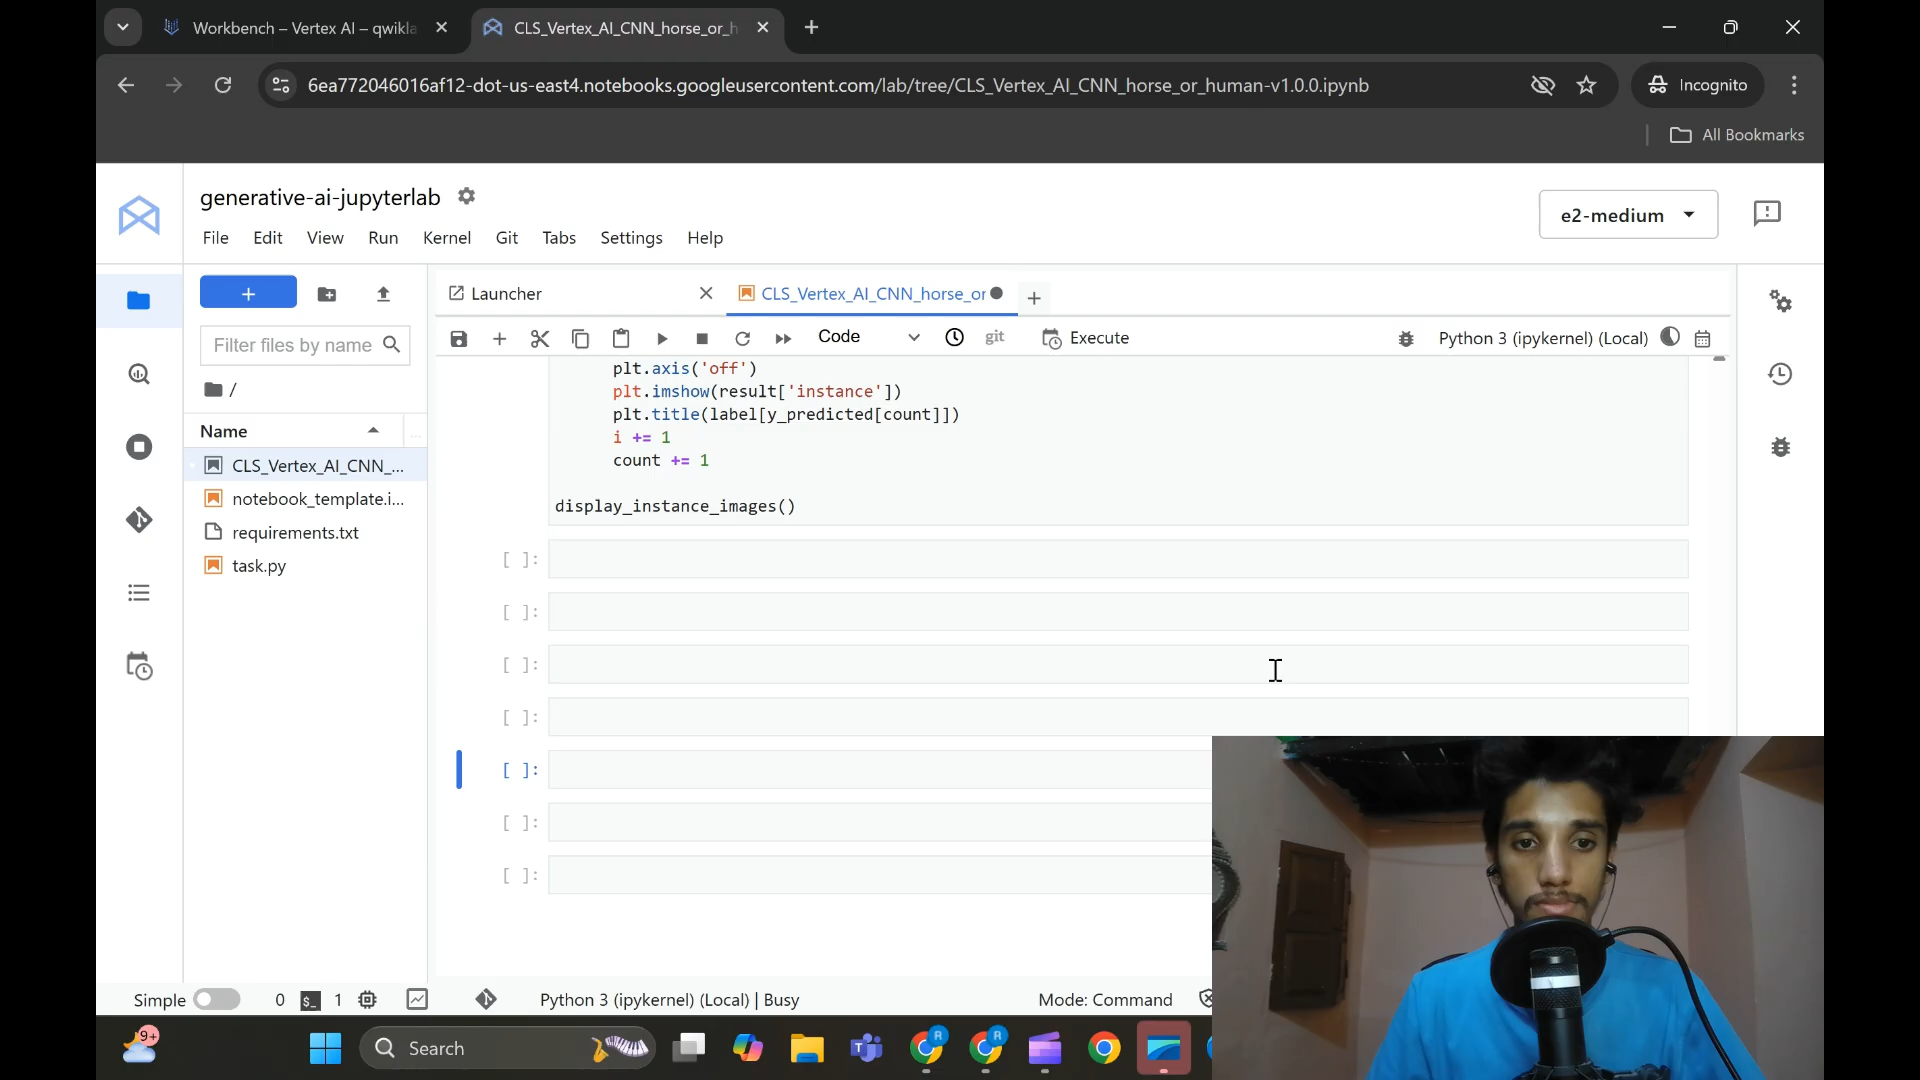 Workbench – Vertex AI – qwikla
CLS_Vertex_AI_CNN_horse_or_h
6ea772046016af12-dot-us-east4.notebooks.googleusercontent.com/lab/tree/CLS_Vertex_AI_CNN_horse_or_human-v1.0.0.ipynb
Incognito
All Bookmarks
generative-ai-jupyterlab
e2-medium
File Edit View Run Kernel Git Tabs Settings Help
Launcher
CLS_Vertex_AI_CNN_horse_or
Filter files by name
Code
git
Execute
Python 3 (ipykernel) (Local)
/
Name
...
CLS_Vertex_AI_CNN_...
notebook_template.i...
requirements.txt
task.py
plt.axis('off')
plt.imshow(result['instance'])
plt.title(label[y_predicted[count]])
i += 1
count += 1
display_instance_images()
[ ]:
[ ]:
[ ]:
[ ]:
[ ]:
[ ]:
[ ]:
Simple
0
$_
1
Python 3 (ipykernel) (Local) | Busy
Mode: Command
9+
Search
R
R